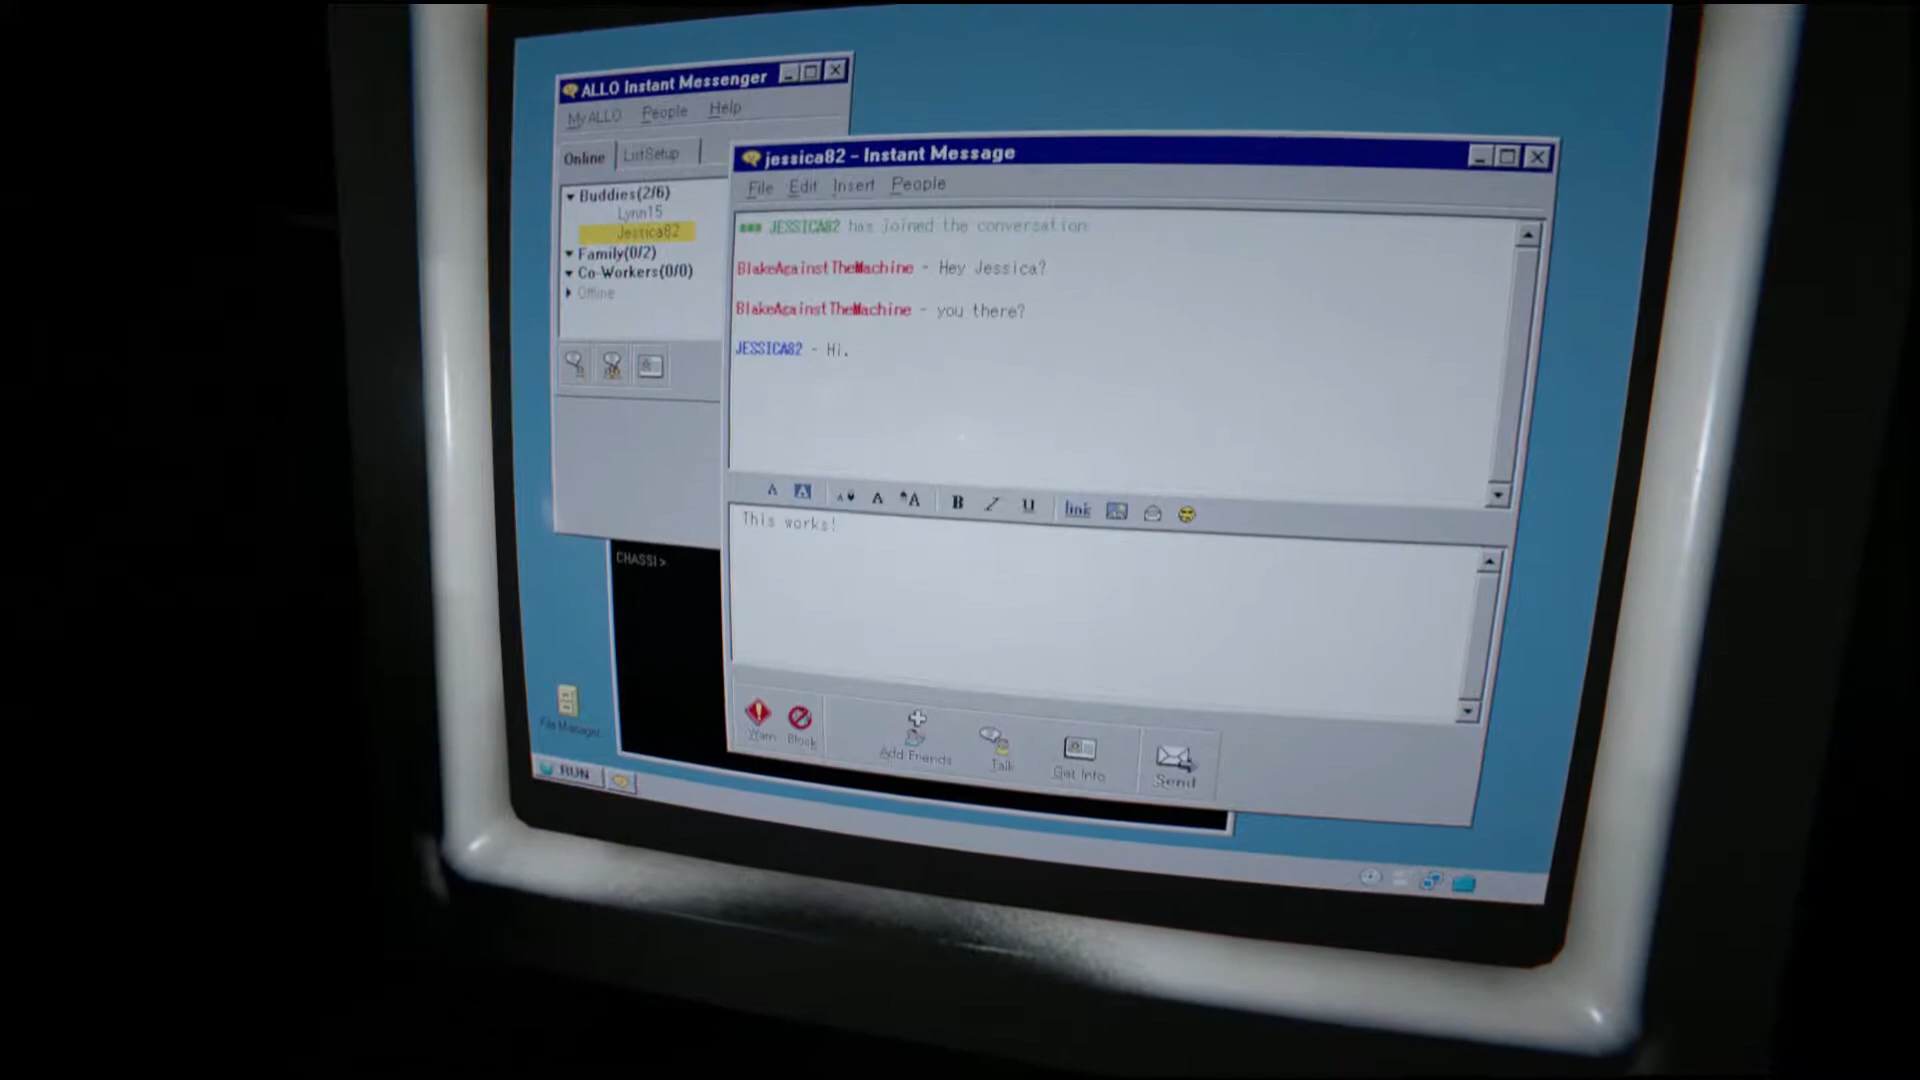 ALLO Instant Messenger
My ALLO People Help
Online List Setup
Buddies(2/6)
Lynn15
Jessica82
Family(0/2)
Co-Workers(0/0)
Offline
jessica82 - Instant Message
File Edit Insert People
*** JESSICA82 has joined the conversation
BlakeAgainstTheMachine - Hey Jessica?
BlakeAgainstTheMachine - you there?
JESSICA82 - Hi.
A A A A A B I U link
This works!
CHASSI>
Warn Block Add Friends Talk Get Info Send
File Manager
RUN